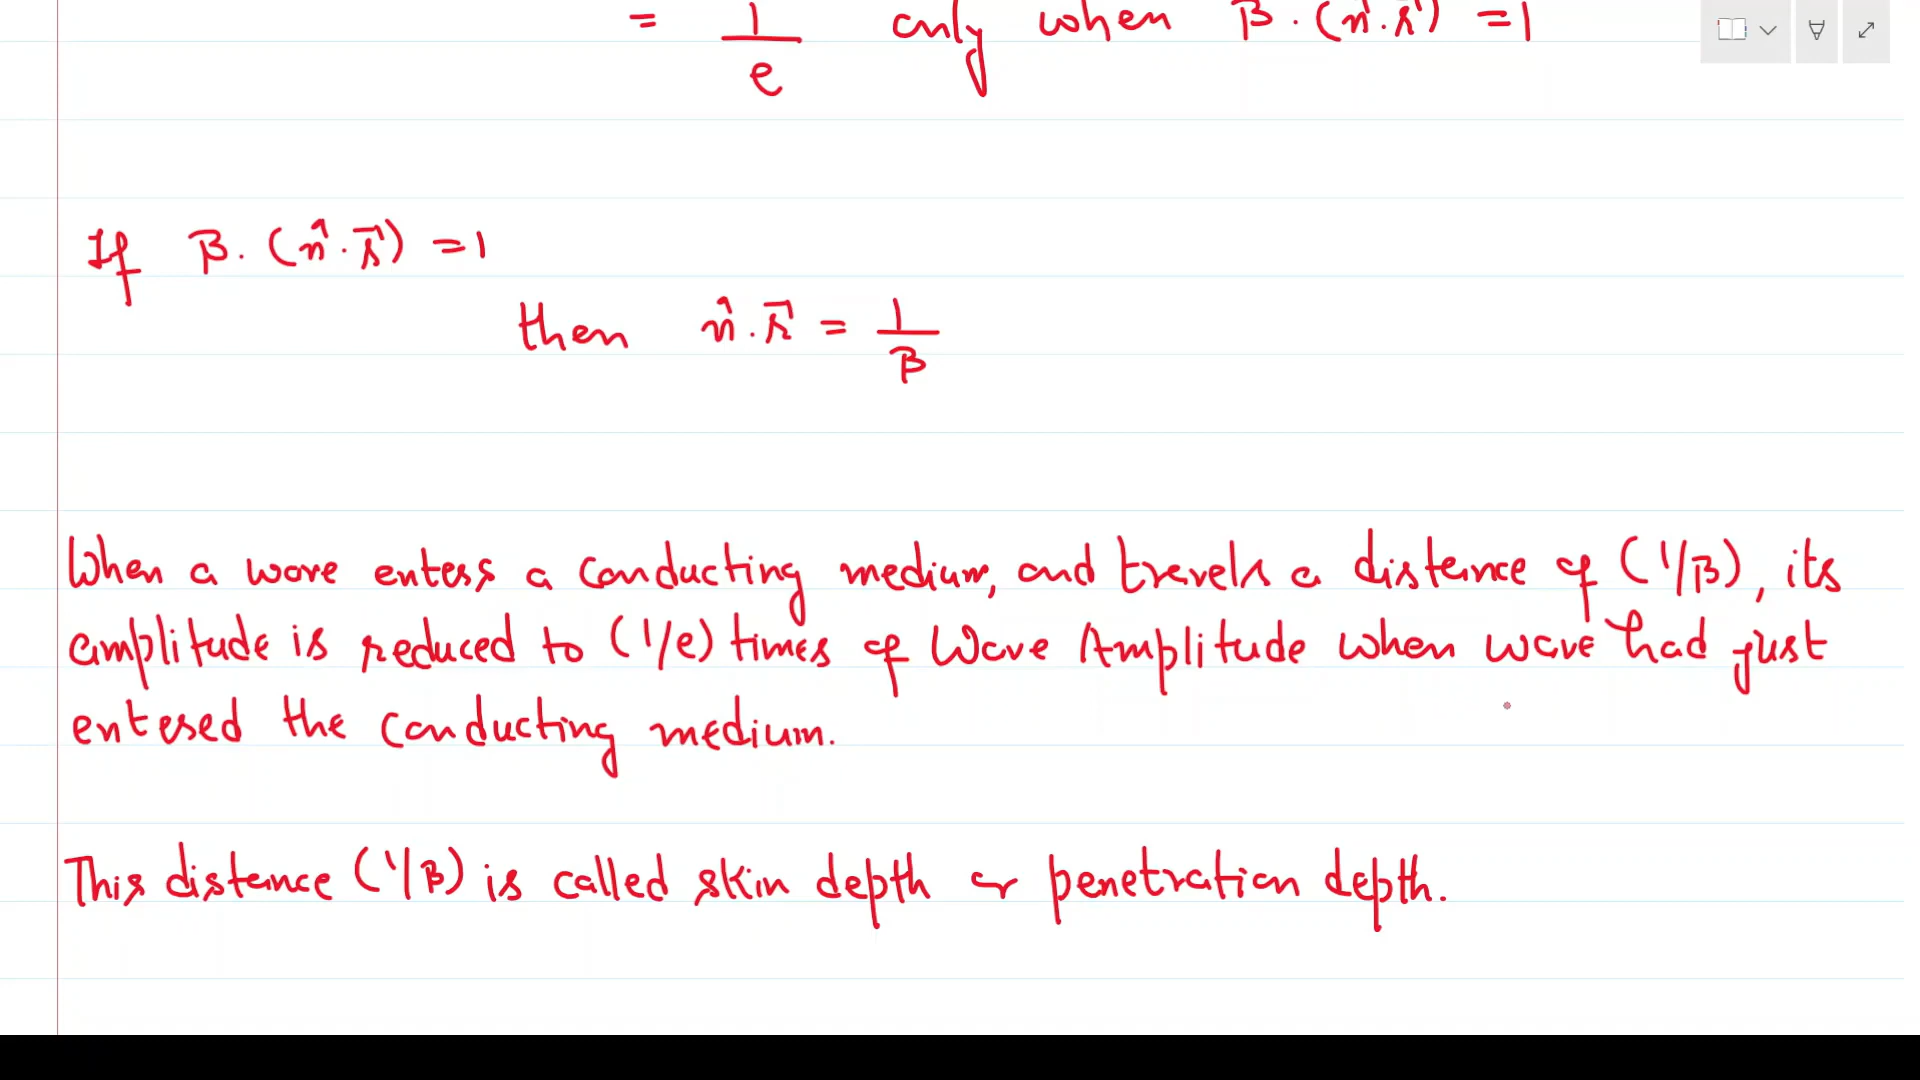 = 1/e only when β · (n̂ · r⃗) = 1
If β · (n̂ · r⃗) = 1
then n̂ · r⃗ = 1/β
When a wave enters a conducting medium, and travels a distance of (1/β), its
amplitude is reduced to (1/e) times of Wave Amplitude when wave had just
entered the conducting medium.
This distance (1/β) is called skin depth or penetration depth.